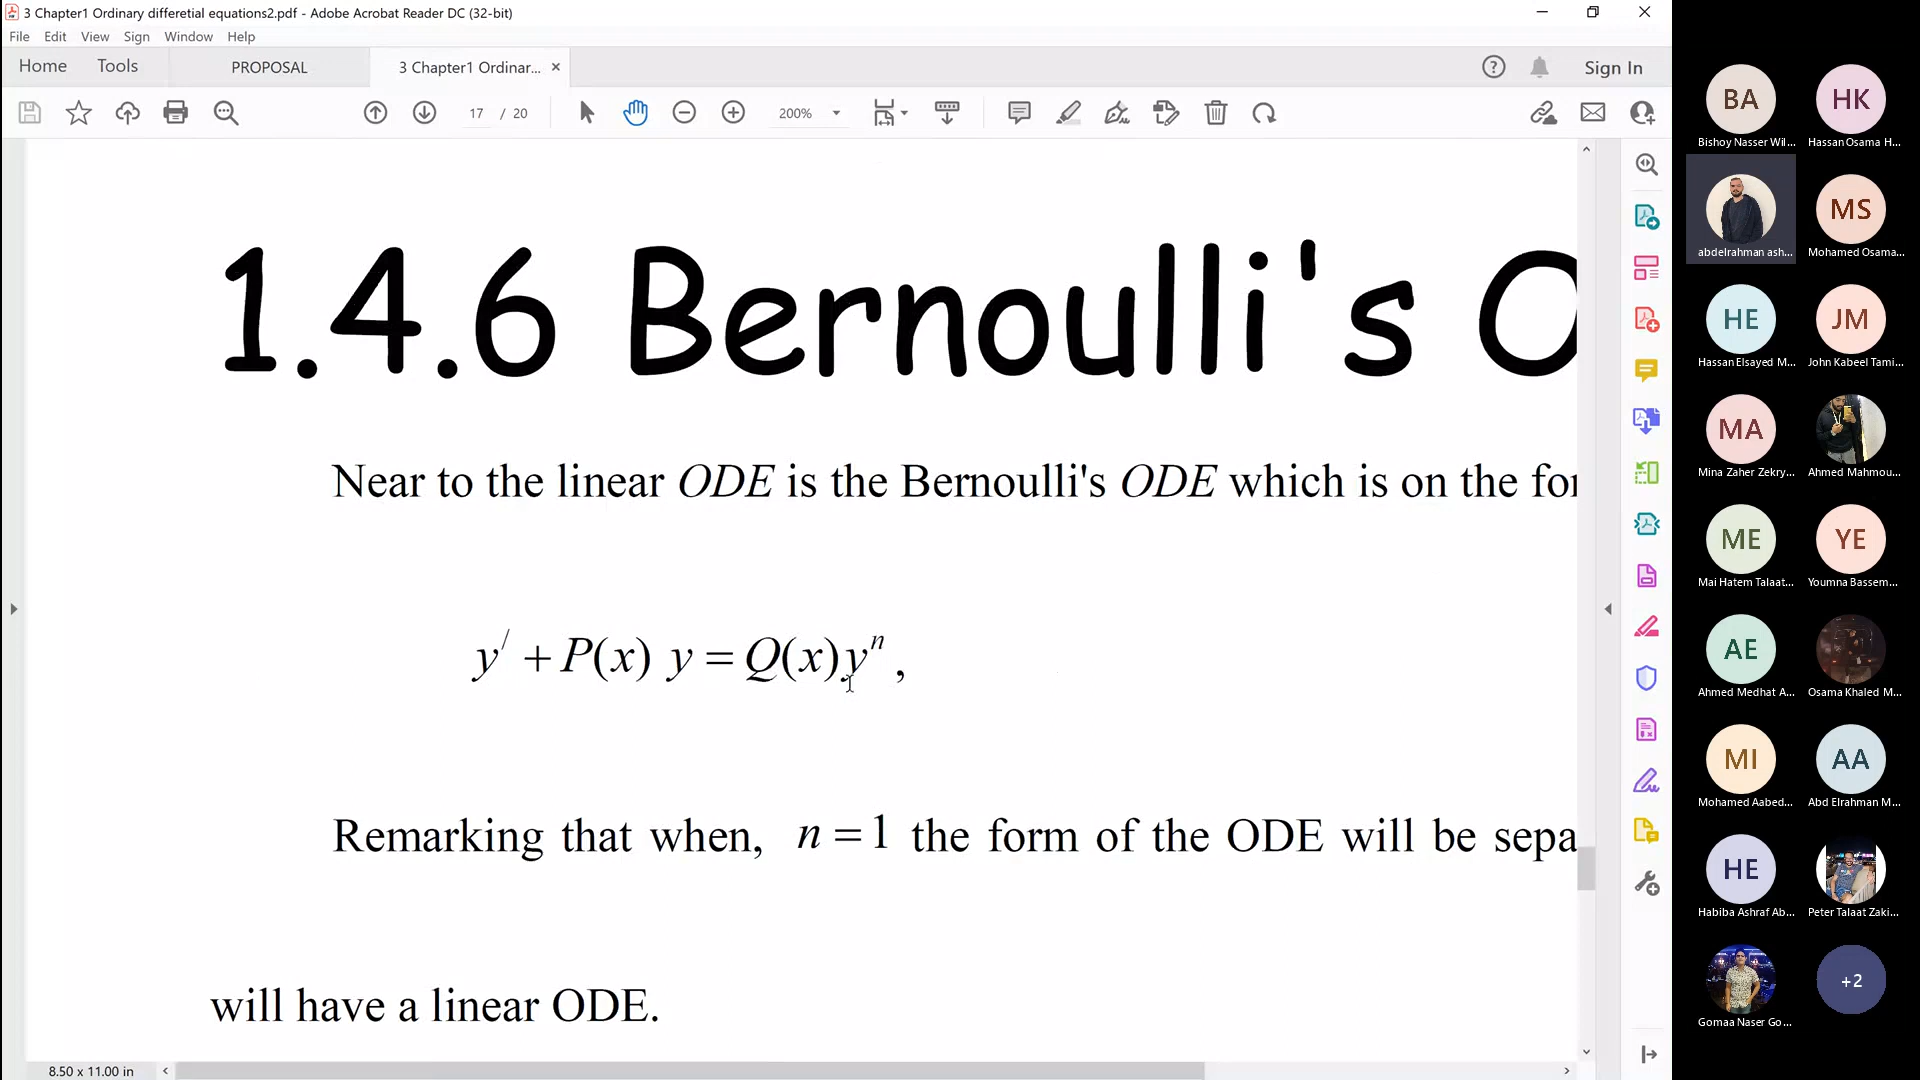 3 Chapter1 Ordinary differetial equations2.pdf - Adobe Acrobat Reader DC (32-bit)
File Edit View Sign Window Help
Home Tools PROPOSAL 3 Chapter1 Ordinar... × Sign In
17 / 20 200%
1.4.6 Bernoulli's O
Near to the linear ODE is the Bernoulli's ODE which is on the for
y′ + P(x) y = Q(x)yⁿ ,
Remarking that when, n = 1 the form of the ODE will be sepa
will have a linear ODE.
8.50 x 11.00 in
BA HK
Bishoy Nasser Wil... Hassan Osama H...
MS
abdelrahman ash... Mohamed Osama...
HE JM
Hassan Elsayed M... John Kabeel Tami...
MA
Mina Zaher Zekry... Ahmed Mahmou...
ME YE
Mai Hatem Talaat... Youmna Bassem...
AE
Ahmed Medhat A... Osama Khaled M...
MI AA
Mohamed Aabed... Abd Elrahman M...
HE
Habiba Ashraf Ab... Peter Talaat Zaki...
+2
Gomaa Naser Go...